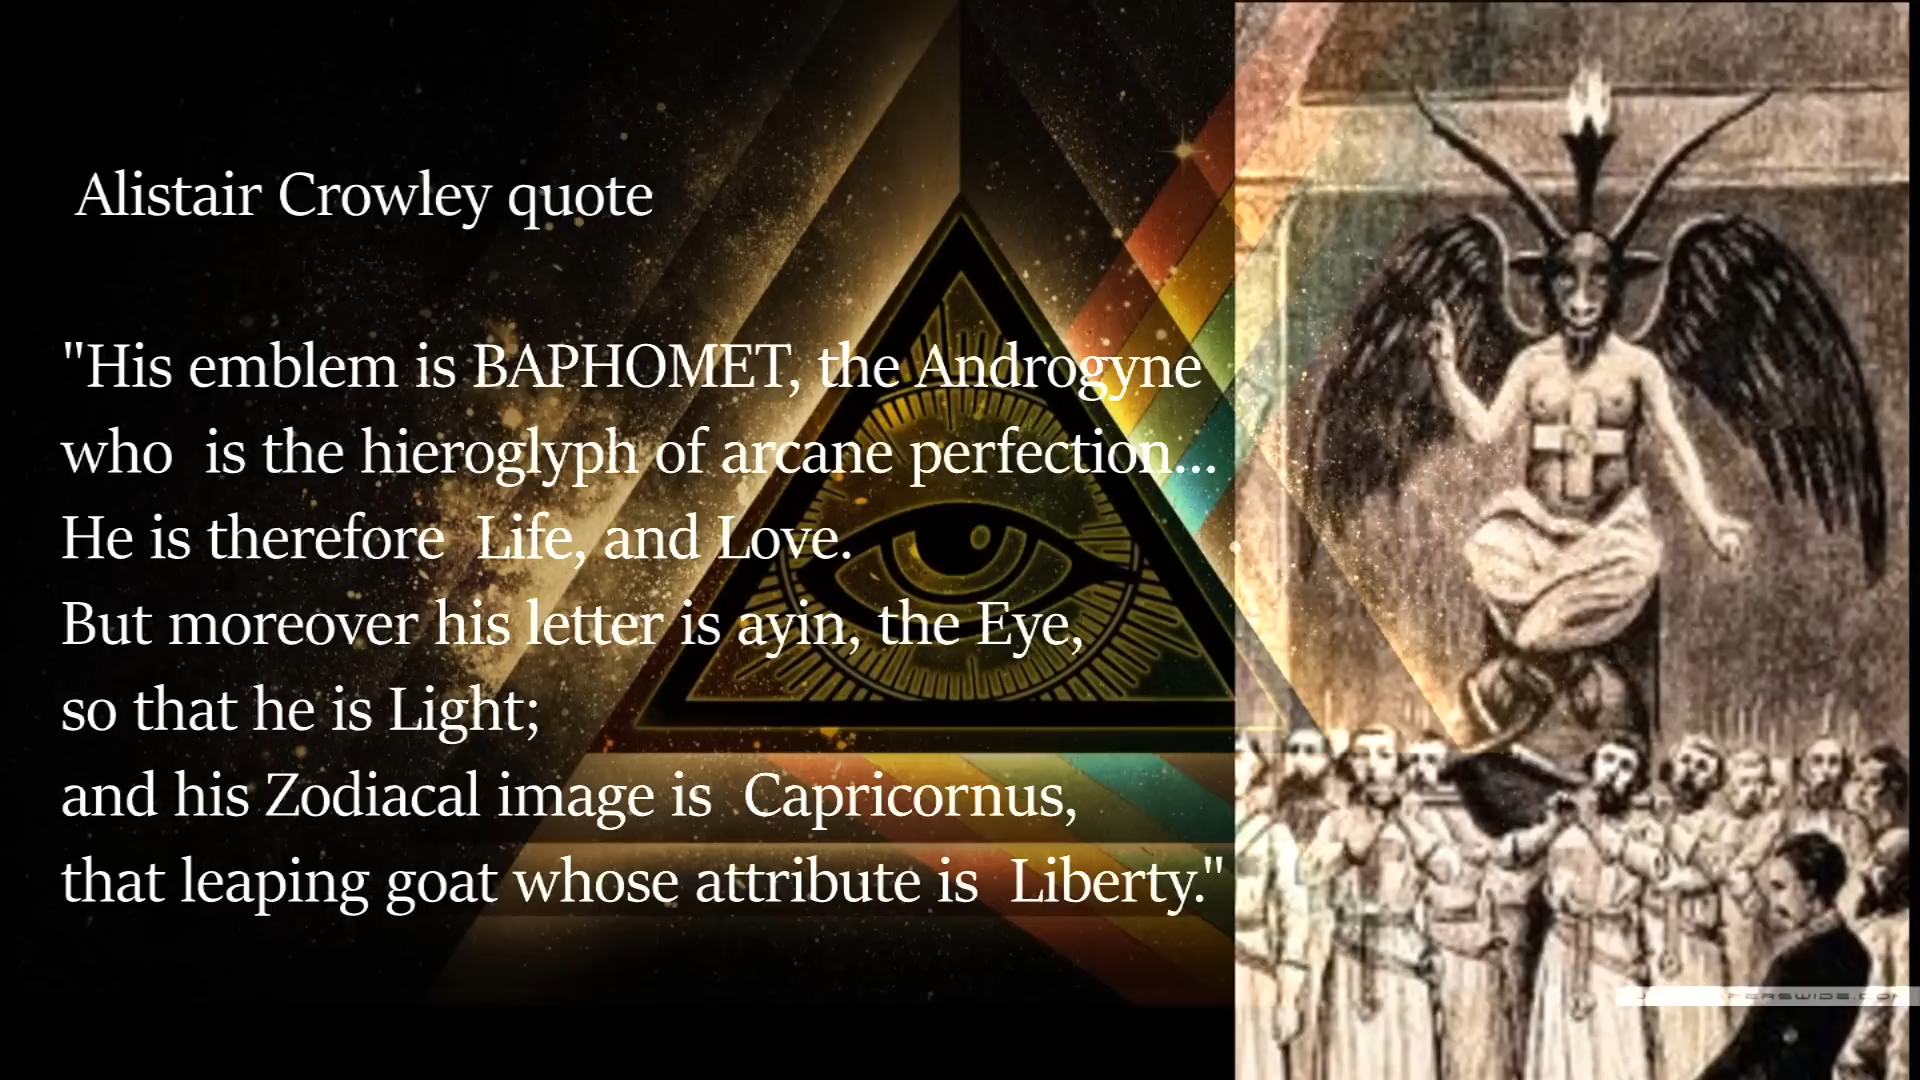 Alistair Crowley quote
"His emblem is BAPHOMET, the Androgyne
who is the hieroglyph of arcane perfection...
He is therefore Life, and Love.
But moreover his letter is ayin, the Eye,
so that he is Light;
and his Zodiacal image is Capricornus,
that leaping goat whose attribute is Liberty."